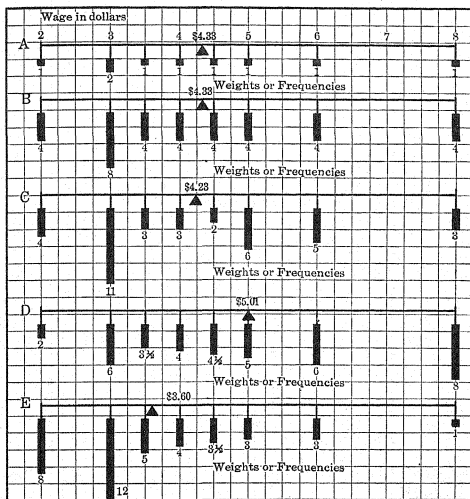 Wage in dollars
2 3 4 5 6 7 8
$4.33
A
1 2 1 1 1 1 1 1
Weights or Frequencies
B $4.33
4 8 4 4 4 4 4 4
Weights or Frequencies
$4.23
C
4 11 3 3 2 6 5 3
Weights or Frequencies
$5.01
D
2 6 3½ 4 4½ 5 6 8
Weights or Frequencies
$3.60
E
8 12 5 4 3½ 3 3 1
Weights or Frequencies